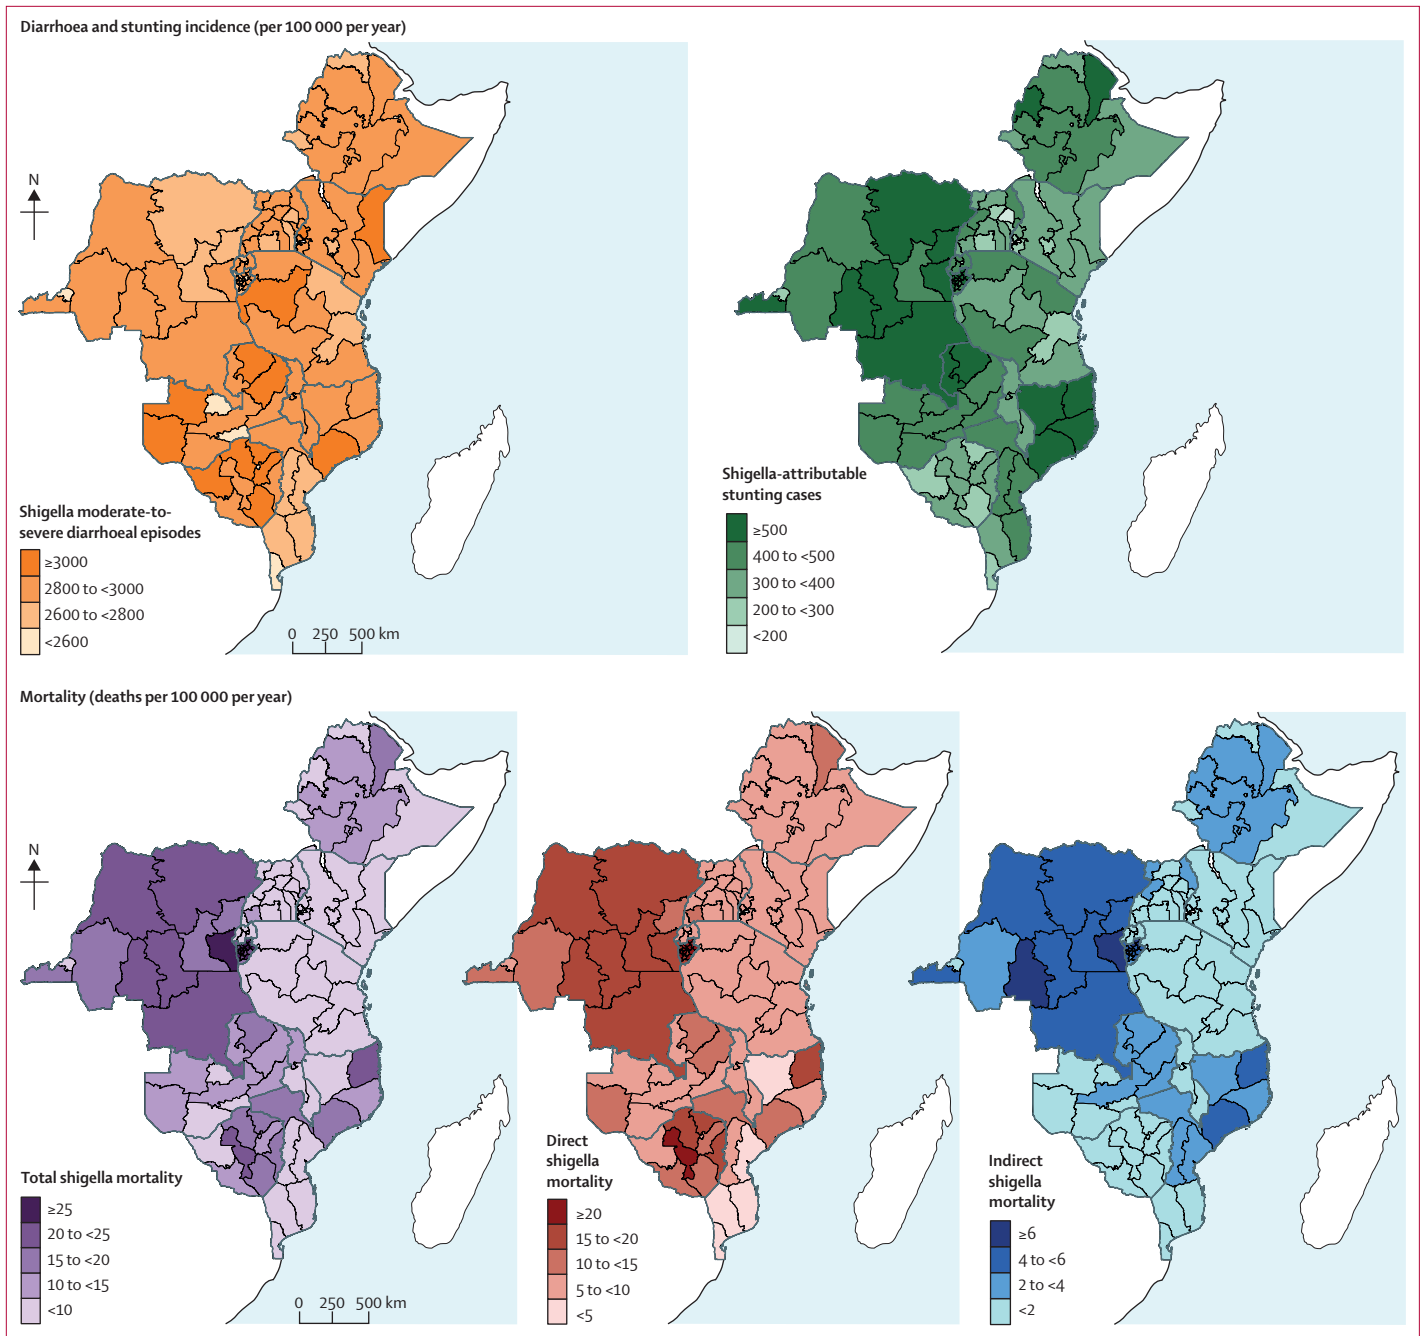 Diarrhoea and stunting incidence (per 100 000 per year)
N
Shigella moderate-to-
severe diarrhoeal episodes
≥3000
2800 to <3000
2600 to <2800
<2600
0 250 500 km
Shigella-attributable
stunting cases
≥500
400 to <500
300 to <400
200 to <300
<200
Mortality (deaths per 100 000 per year)
N
Total shigella mortality
≥25
20 to <25
15 to <20
10 to <15
<10
0 250 500 km
Direct
shigella
mortality
≥20
15 to <20
10 to <15
5 to <10
<5
Indirect
shigella
mortality
≥6
4 to <6
2 to <4
<2